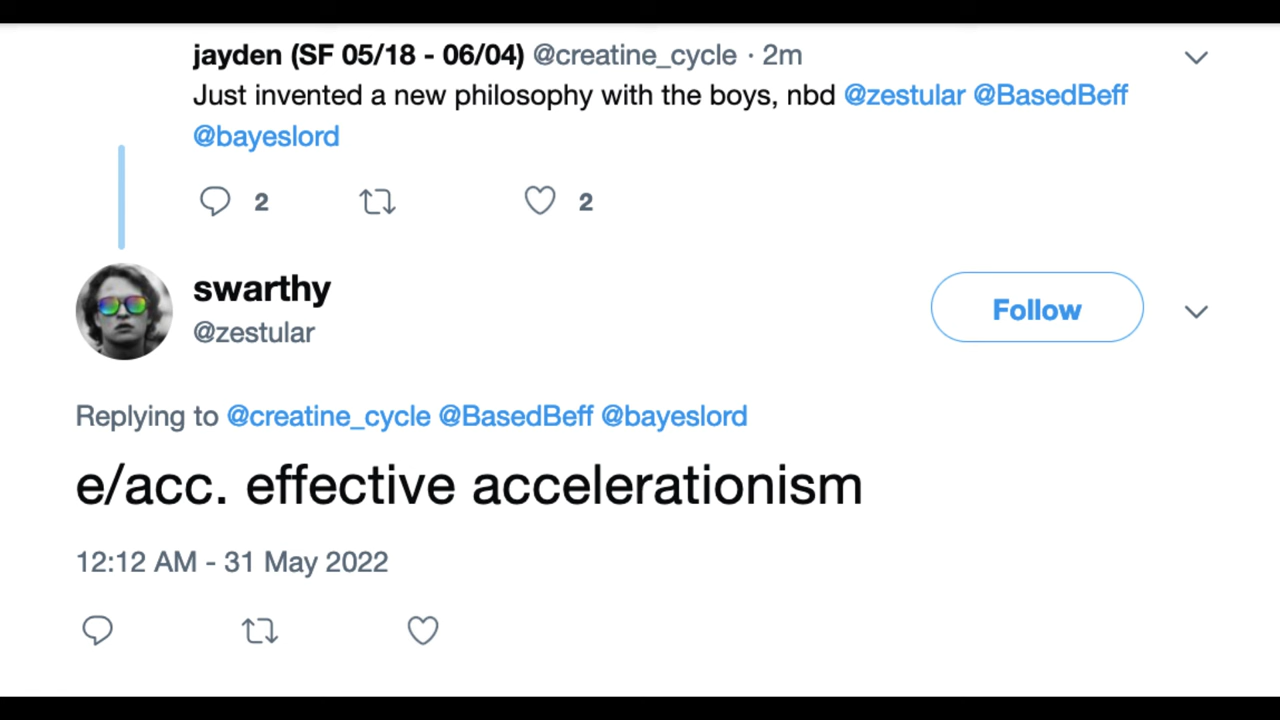 jayden (SF 05/18 - 06/04) @creatine_cycle · 2m
Just invented a new philosophy with the boys, nbd @zestular @BasedBeff
@bayeslord
2 2
swarthy
Follow
@zestular
Replying to @creatine_cycle @BasedBeff @bayeslord
e/acc. effective accelerationism
12:12 AM - 31 May 2022